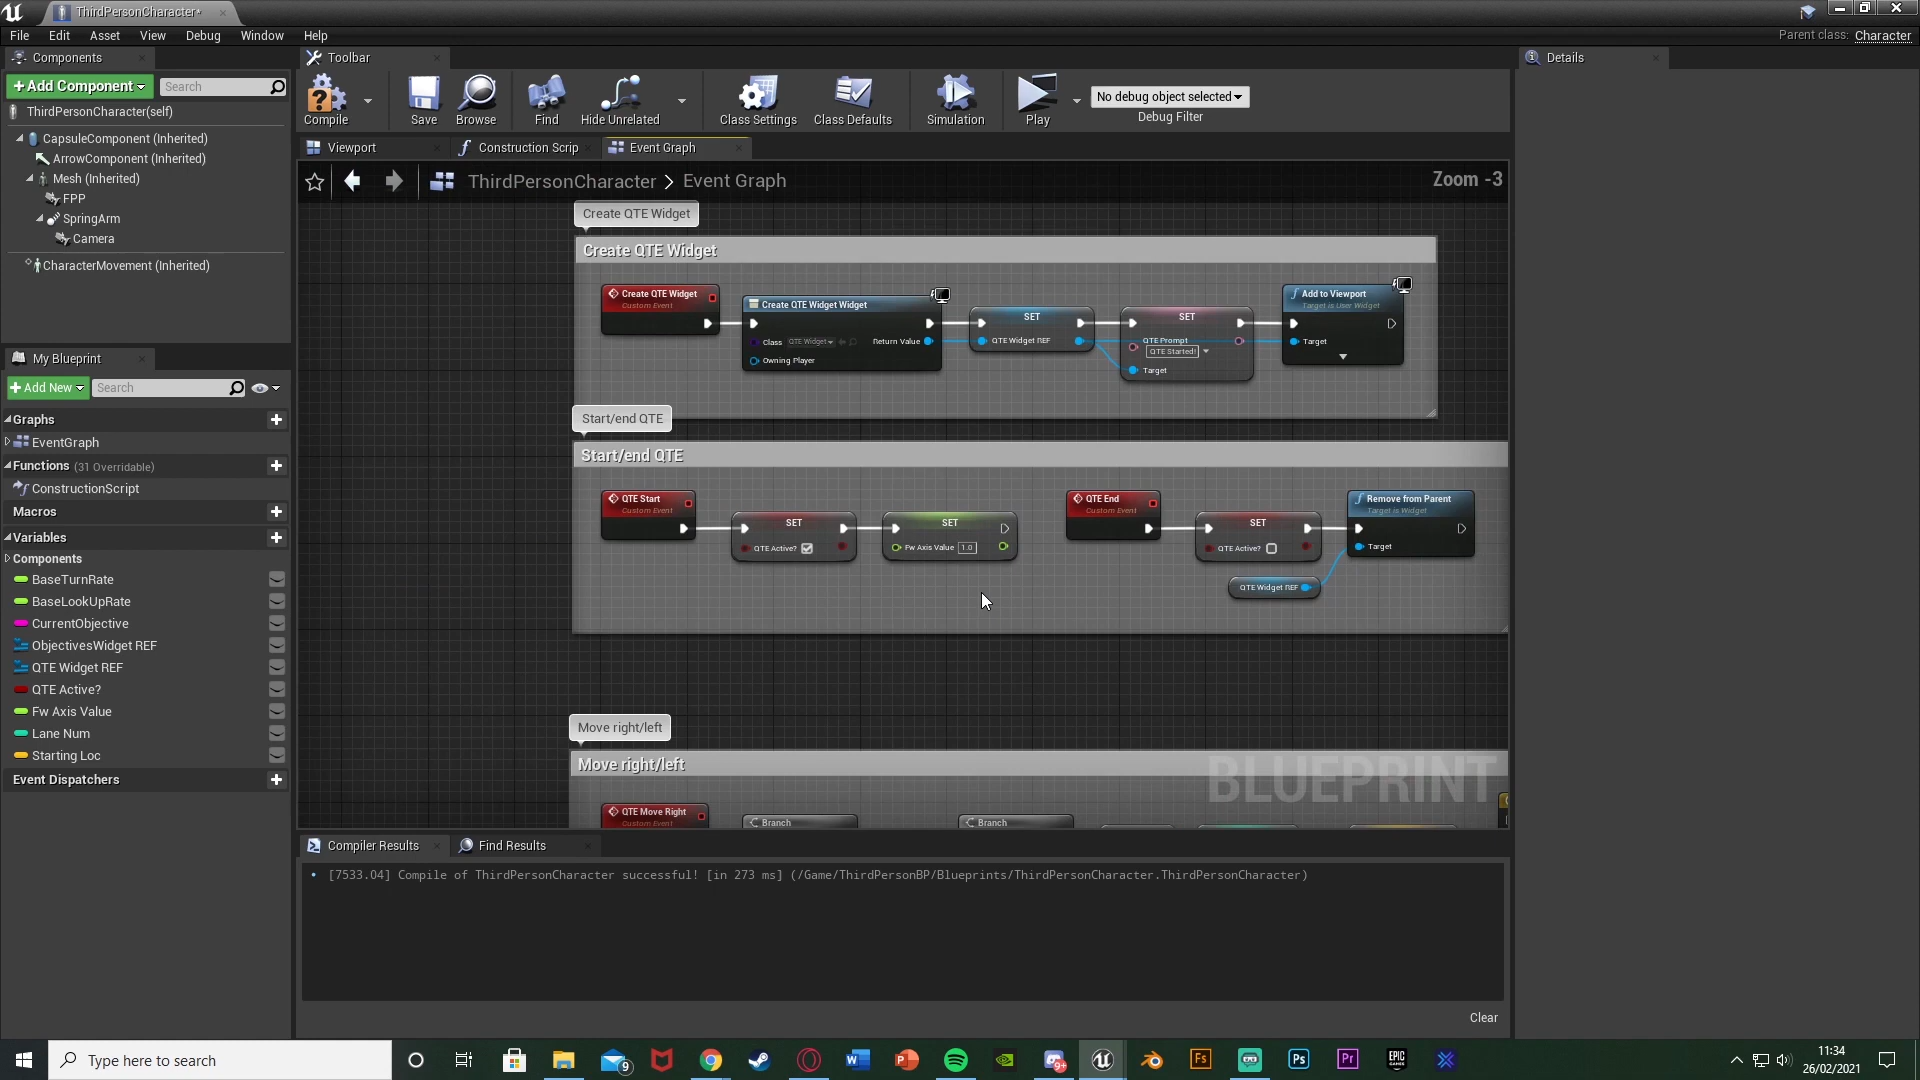 ThirdPersonCharacter*
File Edit Asset View Debug Window Help
Parent class: Character
Components
Toolbar
Details
Add Component
Search
Compile
Save
Browse
Find
Hide Unrelated
Class Settings
Class Defaults
Simulation
Play
No debug object selected
Debug Filter
ThirdPersonCharacter(self)
CapsuleComponent (Inherited)
ArrowComponent (Inherited)
Mesh (Inherited)
FPP
SpringArm
Camera
CharacterMovement (Inherited)
Viewport
Construction Scrip
Event Graph
ThirdPersonCharacter > Event Graph
Zoom -3
Create QTE Widget
Create QTE Widget
Create QTE Widget
Custom Event
Create QTE Widget Widget
Class QTE Widget
Return Value
Owning Player
SET
QTE Widget REF
SET
QTE Prompt
QTE Started!
Target
Add to Viewport
Target is User Widget
Target
Start/end QTE
Start/end QTE
QTE Start
Custom Event
SET
QTE Active?
SET
Fw Axis Value 1.0
QTE End
Custom Event
SET
QTE Active?
Remove from Parent
Target is Widget
Target
QTE Widget REF
Move right/left
Move right/left
BLUEPRINT
QTE Move Right
Custom Event
Branch
Branch
My Blueprint
Add New
Search
Graphs
EventGraph
Functions (31 Overridable)
ConstructionScript
Macros
Variables
Components
BaseTurnRate
BaseLookUpRate
CurrentObjective
ObjectivesWidget REF
QTE Widget REF
QTE Active?
Fw Axis Value
Lane Num
Starting Loc
Event Dispatchers
Compiler Results
Find Results
[7533.04] Compile of ThirdPersonCharacter successful! [in 273 ms] (/Game/ThirdPersonBP/Blueprints/ThirdPersonCharacter.ThirdPersonCharacter)
Clear
Type here to search
9
W
P
9+
Fs
Ps
Pr
EPIC
GAMES
11:34
26/02/2021